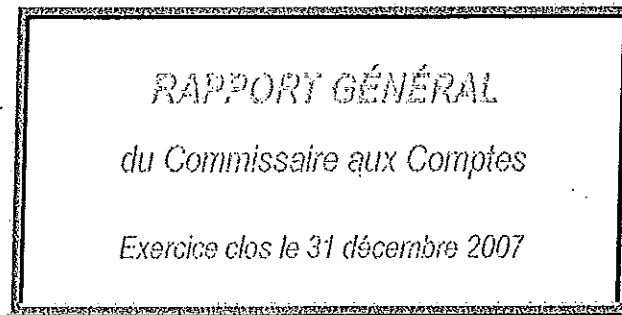 RAPPORT GÉNÉRAL
du Commissaire aux Comptes
Exercice clos le 31 décembre 2007